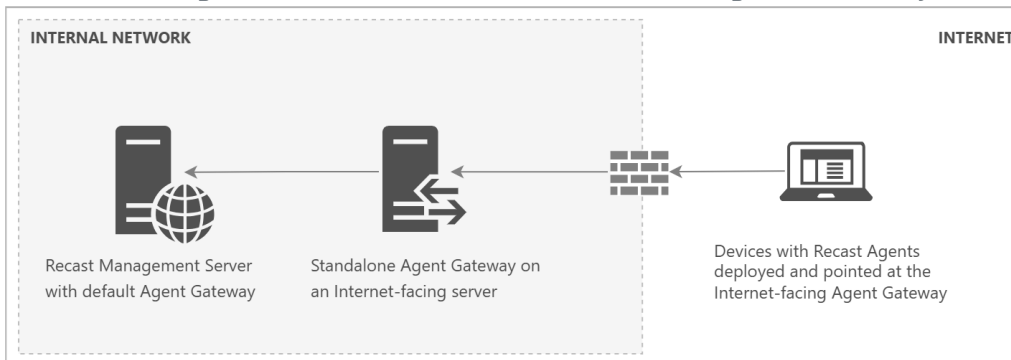 INTERNAL NETWORK
INTERNET
Recast Management Server
with default Agent Gateway
Standalone Agent Gateway on
an Internet-facing server
Devices with Recast Agents
deployed and pointed at the
Internet-facing Agent Gateway